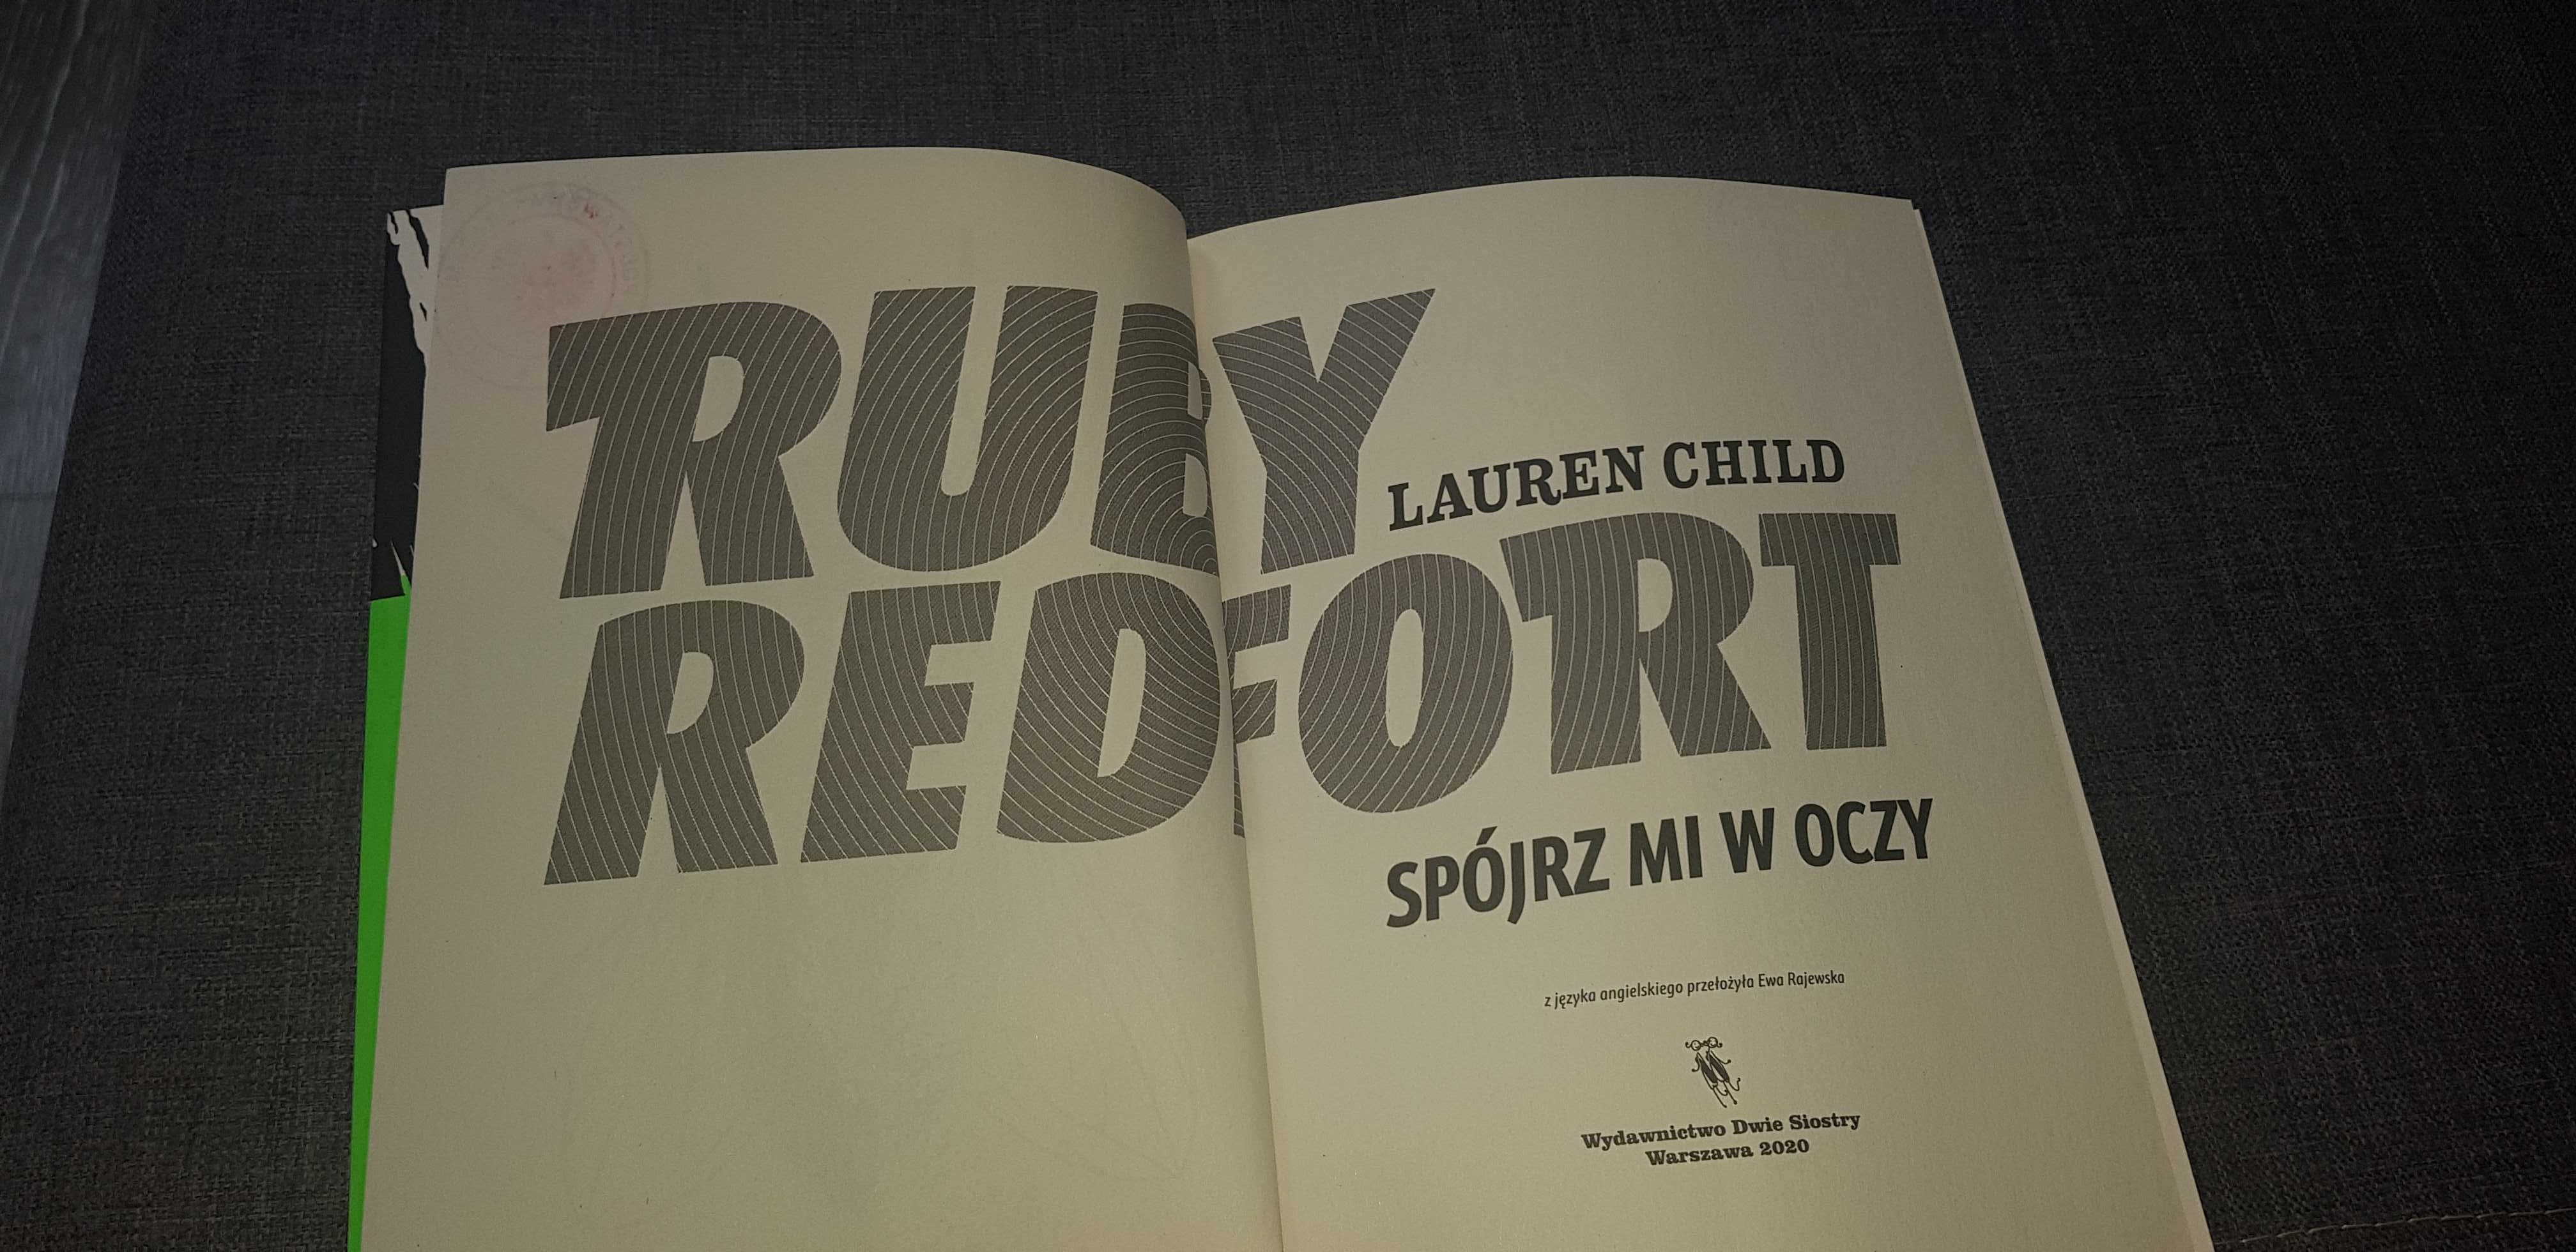 RUBY
LAUREN CHILD
REDFORT
SPÓJRZ MI W OCZY
z języka angielskiego przełożyła Ewa Rajewska
Wydawnictwo Dwie Siostry
Warszawa 2020